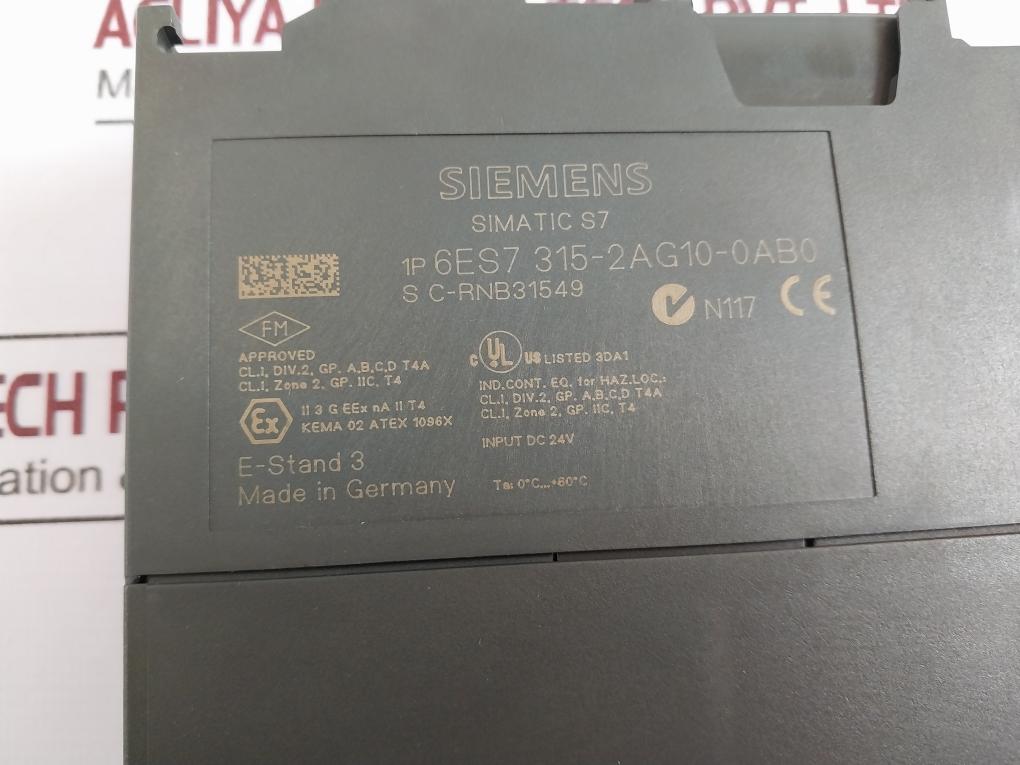 SIEMENS
SIMATIC S7
1P 6ES7 315-2AG10-0AB0
S C-RNB31549
N117 CE
FM
APPROVED
CL.I, DIV.2, GP. A,B,C,D T4A
CL.I, Zone 2, GP. IIC, T4
C UL US LISTED 3DA1
IND.CONT. EQ. for HAZ.LOC.:
CL.I, DIV.2, GP. A,B,C,D T4A
CL.I, Zone 2, GP. IIC, T4
Ex II 3 G EEx nA II T4
KEMA 02 ATEX 1096X
INPUT DC 24V
E-Stand 3
Made in Germany
Ta: 0°C...+60°C